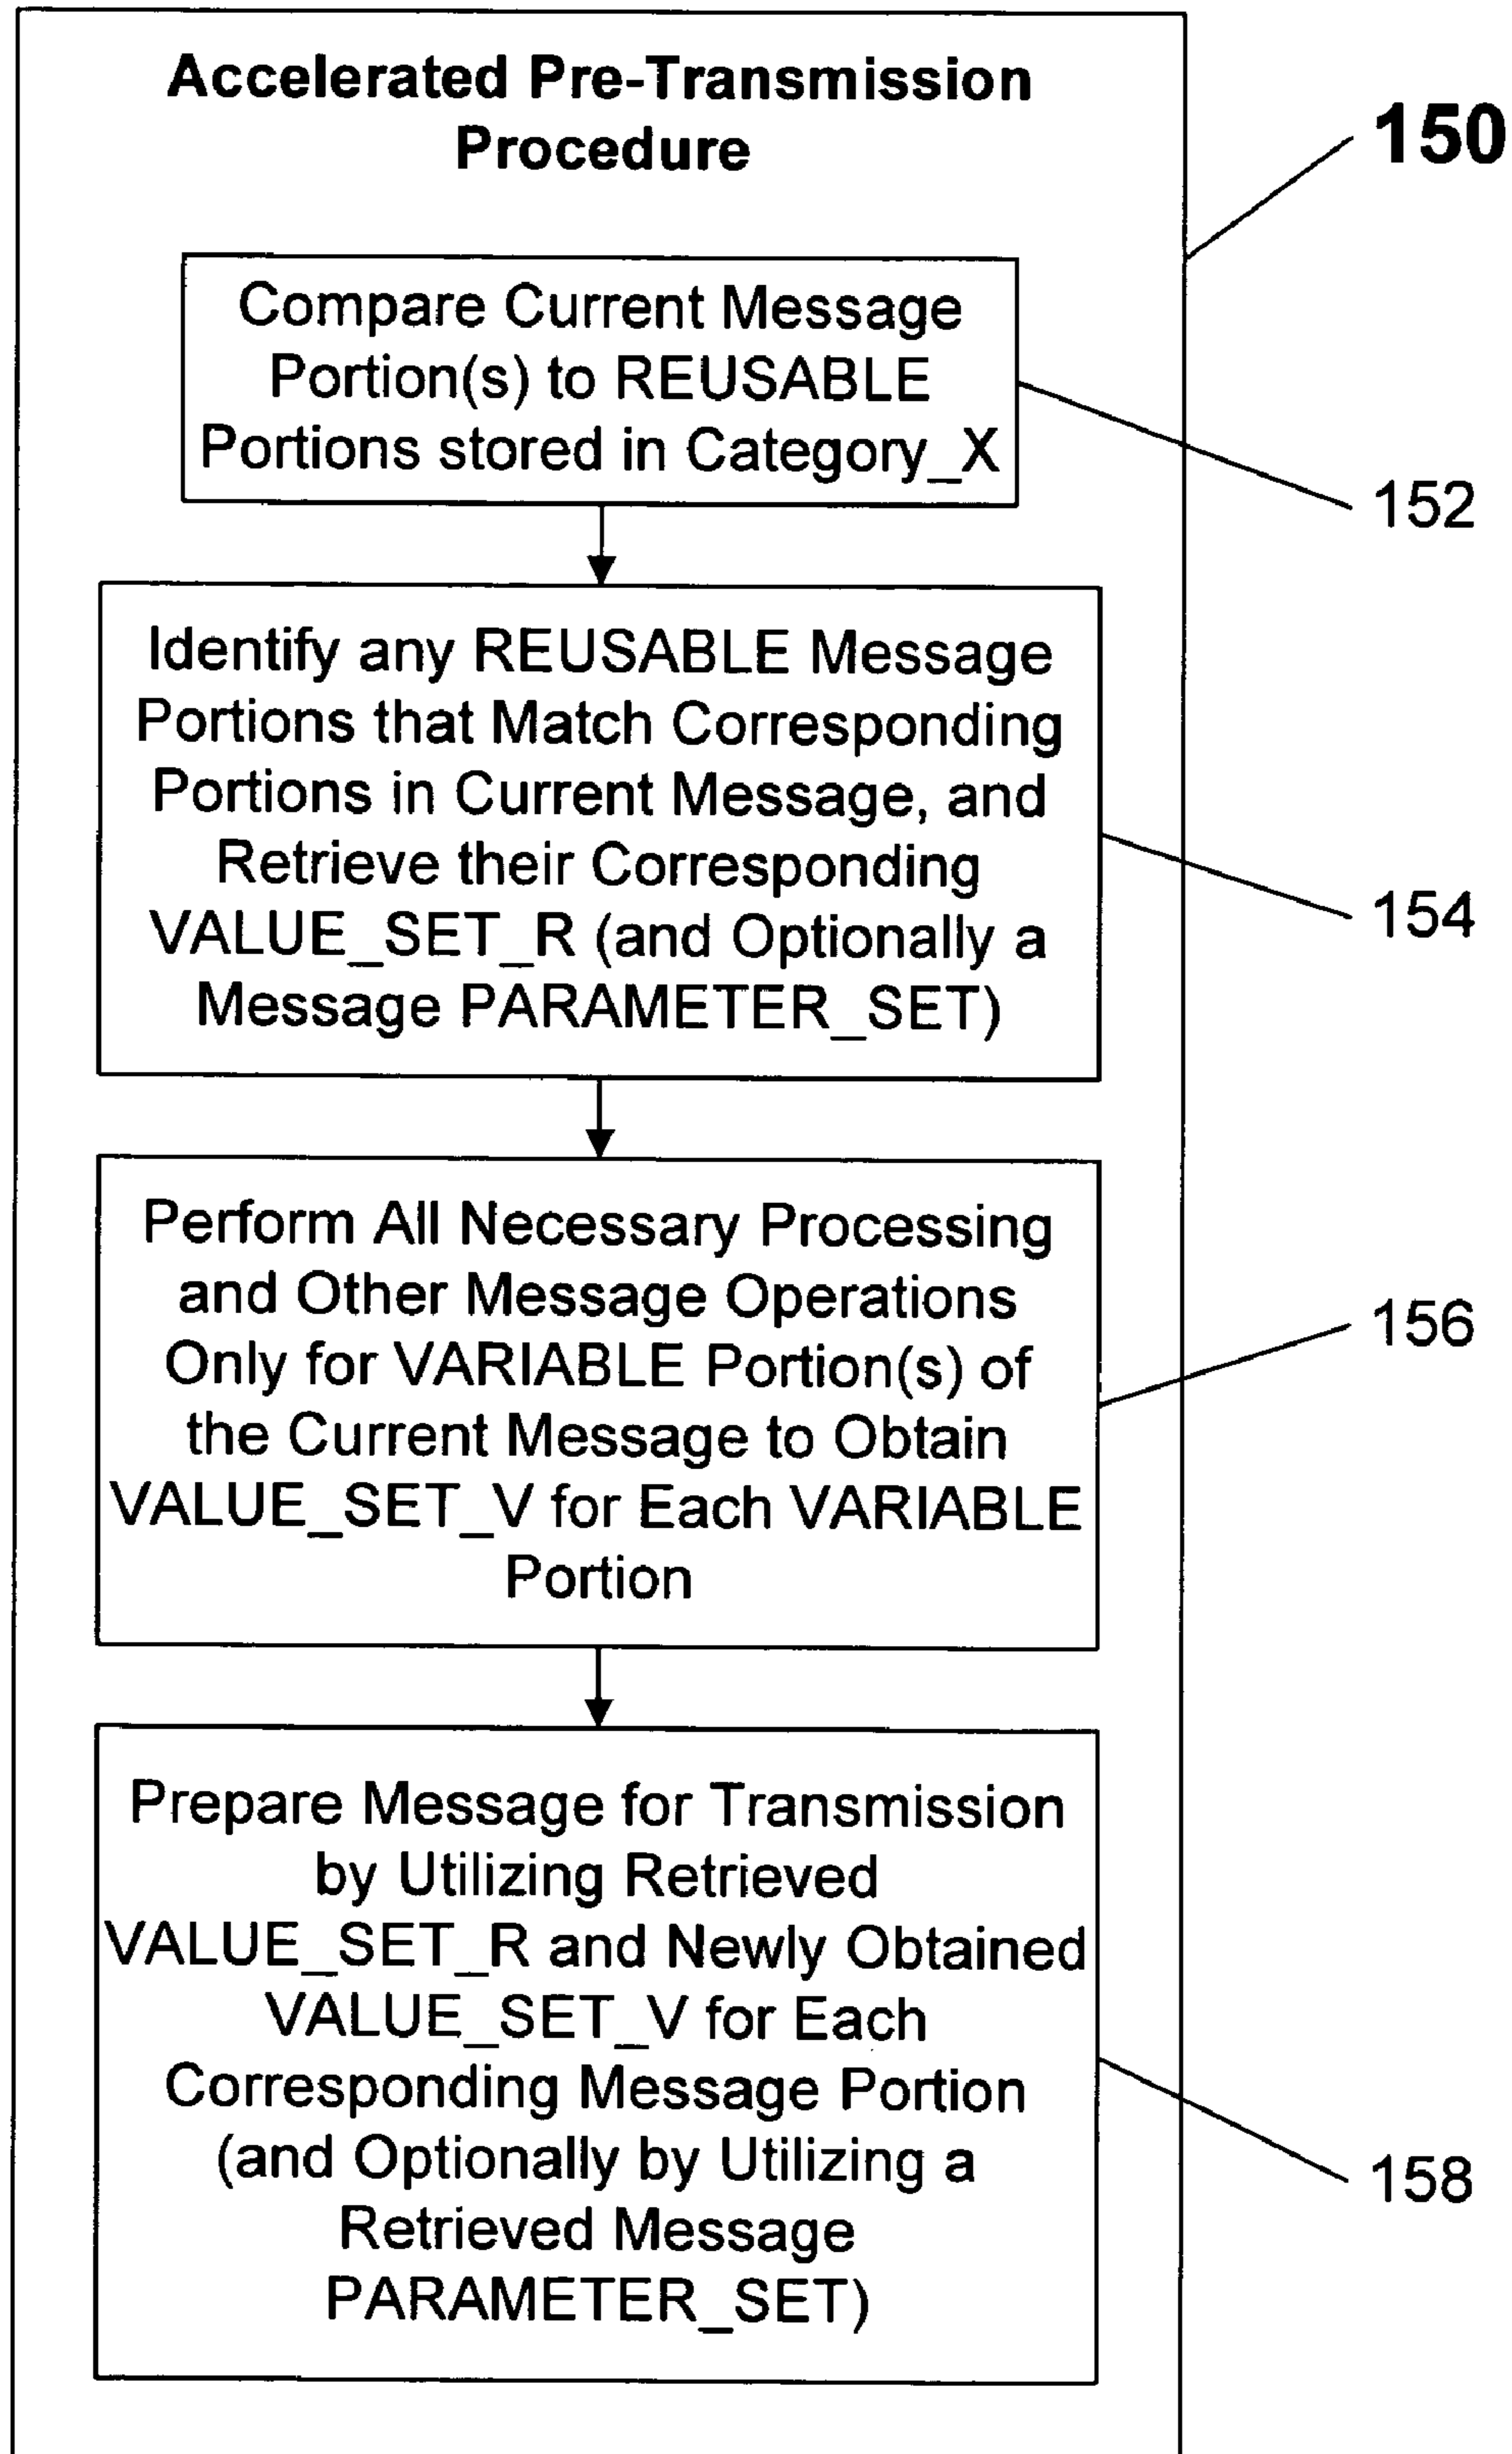 Accelerated Pre-Transmission
Procedure
150
Compare Current Message
Portion(s) to REUSABLE
Portions stored in Category_X
152
Identify any REUSABLE Message
Portions that Match Corresponding
Portions in Current Message, and
Retrieve their Corresponding
VALUE_SET_R (and Optionally a
Message PARAMETER_SET)
154
Perform All Necessary Processing
and Other Message Operations
Only for VARIABLE Portion(s) of
the Current Message to Obtain
VALUE_SET_V for Each VARIABLE
Portion
156
Prepare Message for Transmission
by Utilizing Retrieved
VALUE_SET_R and Newly Obtained
VALUE_SET_V for Each
Corresponding Message Portion
(and Optionally by Utilizing a
Retrieved Message
PARAMETER_SET)
158